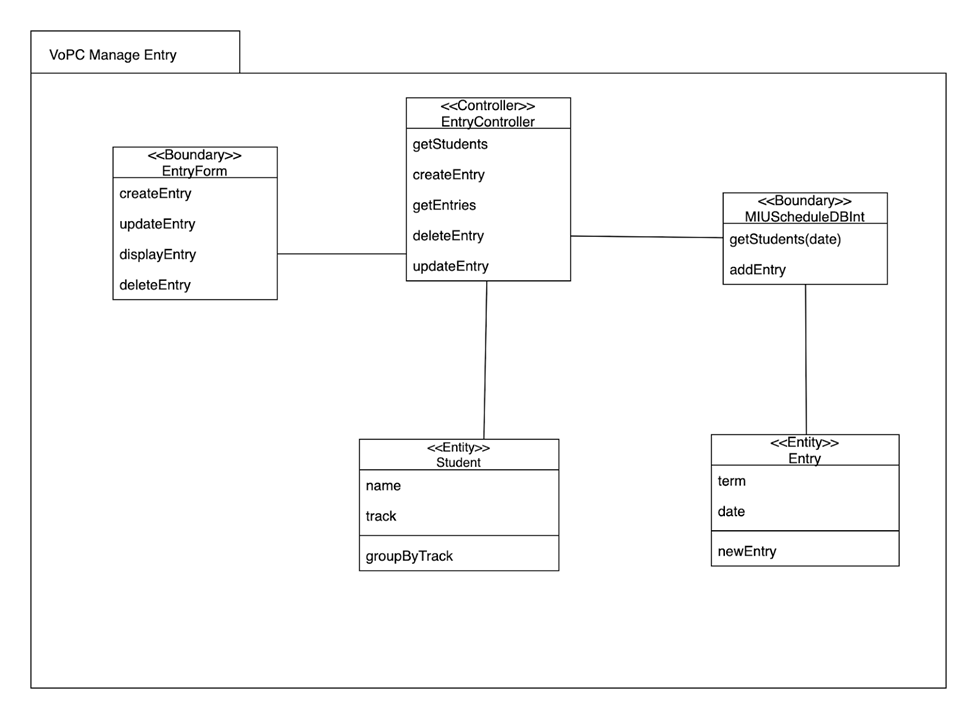 VoPC Manage Entry
<<Controller>>
EntryController
getStudents
createEntry
getEntries
deleteEntry
updateEntry
<<Boundary>>
EntryForm
createEntry
updateEntry
displayEntry
deleteEntry
<<Boundary>>
MIUScheduleDBInt
getStudents(date)
addEntry
<<Entity>>
Student
name
track
groupByTrack
<<Entity>>
Entry
term
date
newEntry